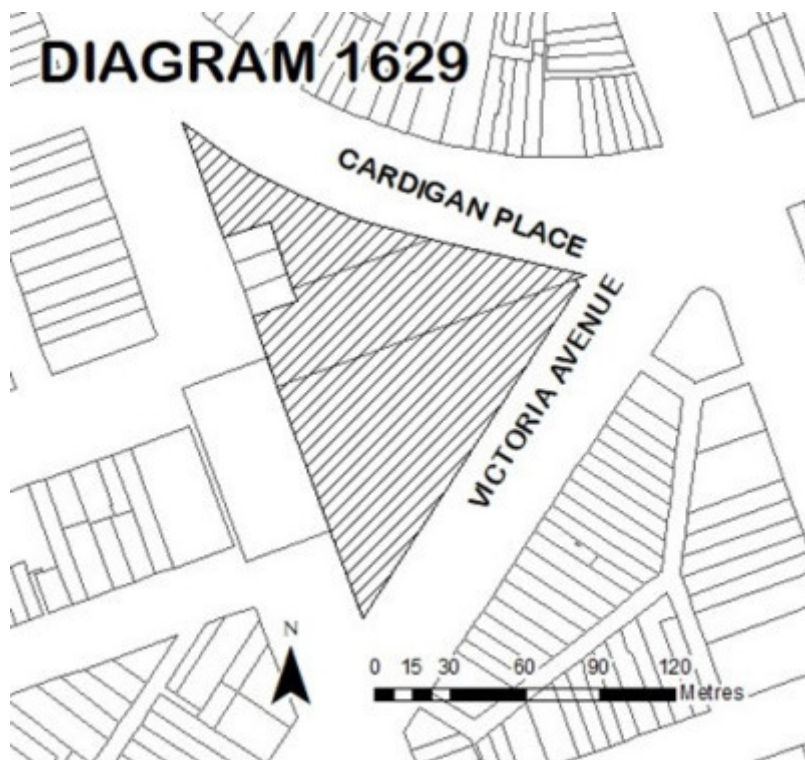 DIAGRAM 1629
CARDIGAN PLACE
VICTORIA AVENUE
N
0 15 30 60 90 120
Metres